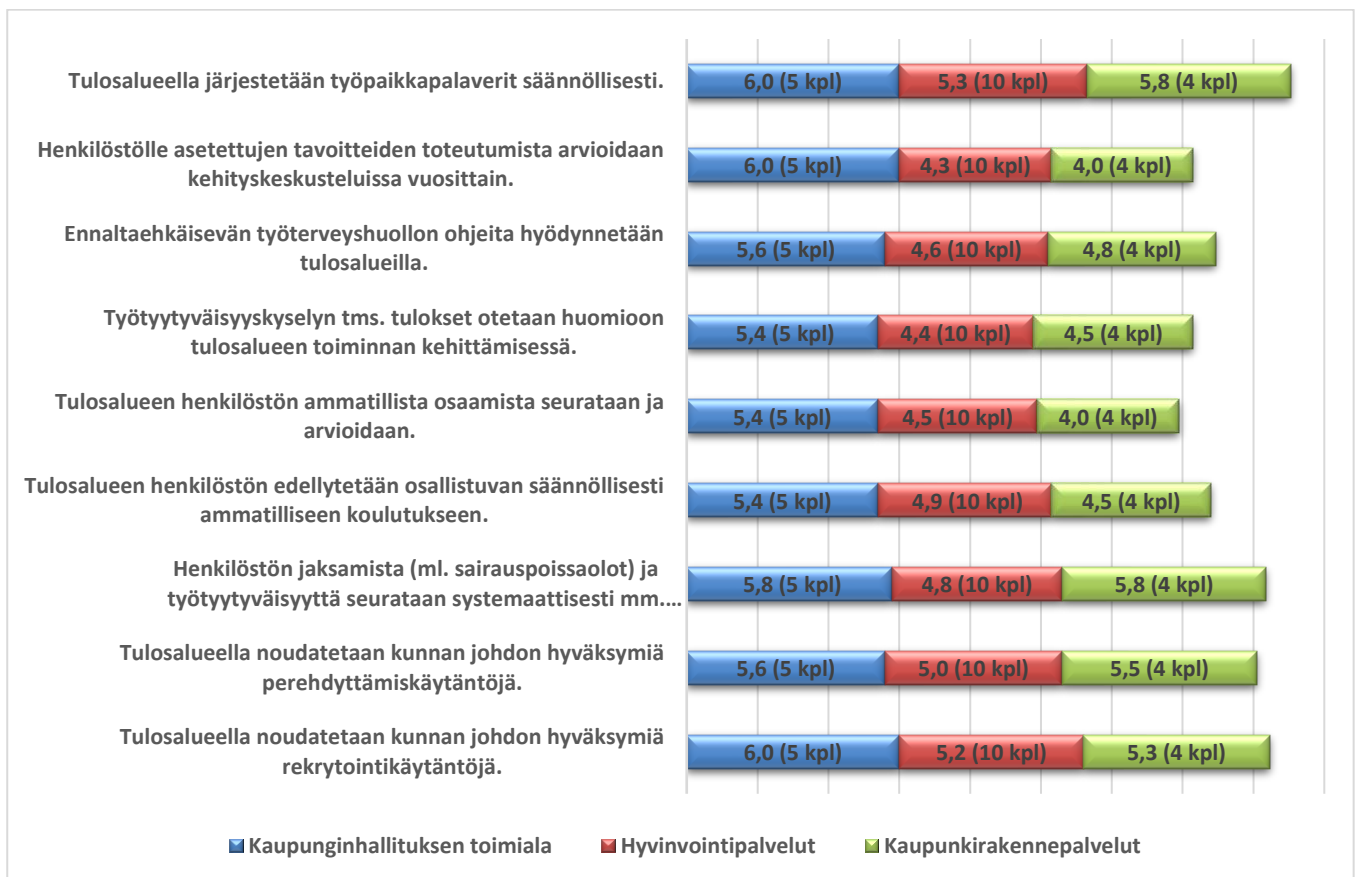 Tulosalueella järjestetään työpaikkapalaverit säännöllisesti.
6,0 (5 kpl) 5,3 (10 kpl) 5,8 (4 kpl)
Henkilöstölle asetettujen tavoitteiden toteutumista arvioidaan
kehityskeskusteluissa vuosittain.
6,0 (5 kpl) 4,3 (10 kpl) 4,0 (4 kpl)
Ennaltaehkäisevän työterveyshuollon ohjeita hyödynnetään
tulosalueilla.
5,6 (5 kpl) 4,6 (10 kpl) 4,8 (4 kpl)
Työtyytyväisyyskyselyn tms. tulokset otetaan huomioon
tulosalueen toiminnan kehittämisessä.
5,4 (5 kpl) 4,4 (10 kpl) 4,5 (4 kpl)
Tulosalueen henkilöstön ammatillista osaamista seurataan ja
arvioidaan.
5,4 (5 kpl) 4,5 (10 kpl) 4,0 (4 kpl)
Tulosalueen henkilöstön edellytetään osallistuvan säännöllisesti
ammatilliseen koulutukseen.
5,4 (5 kpl) 4,9 (10 kpl) 4,5 (4 kpl)
Henkilöstön jaksamista (ml. sairauspoissaolot) ja
työtyytyväisyyttä seurataan systemaattisesti mm.…
5,8 (5 kpl) 4,8 (10 kpl) 5,8 (4 kpl)
Tulosalueella noudatetaan kunnan johdon hyväksymiä
perehdyttämiskäytäntöjä.
5,6 (5 kpl) 5,0 (10 kpl) 5,5 (4 kpl)
Tulosalueella noudatetaan kunnan johdon hyväksymiä
rekrytointikäytäntöjä.
6,0 (5 kpl) 5,2 (10 kpl) 5,3 (4 kpl)
Kaupunginhallituksen toimiala Hyvinvointipalvelut Kaupunkirakennepalvelut